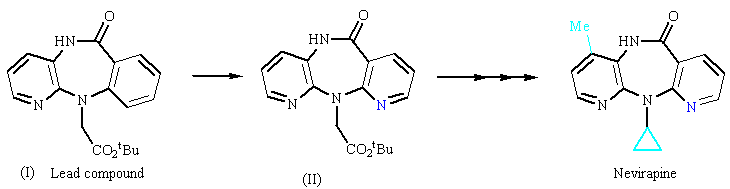 Me
HN O
HN O
HN O
N N
N N N
N N N
CO2tBu
CO2tBu
(I) Lead compound
(II)
Nevirapine